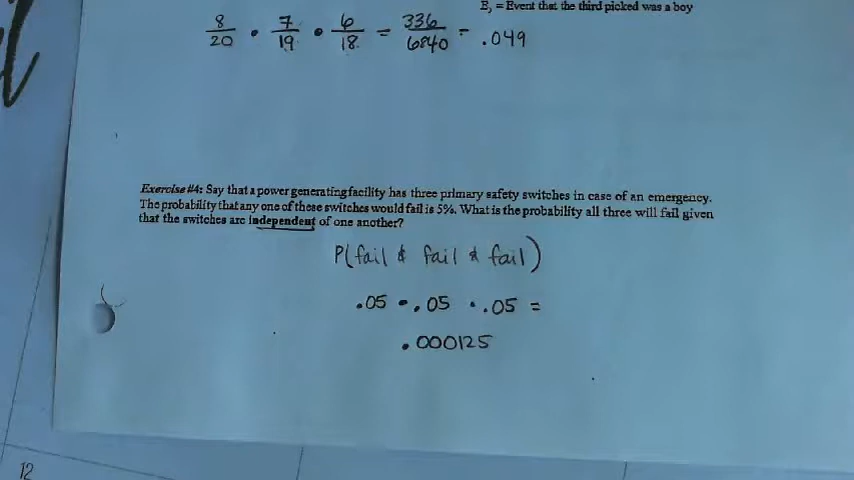 E₃ = Event that the third picked was a boy
8/20 · 7/19 · 6/18 = 336/6840 = .049
Exercise #4: Say that a power generating facility has three primary safety switches in case of an emergency.
The probability that any one of these switches would fail is 5%. What is the probability all three will fail given
that the switches are independent of one another?
P(fail & fail & fail)
.05 · .05 · .05 =
.000125
12